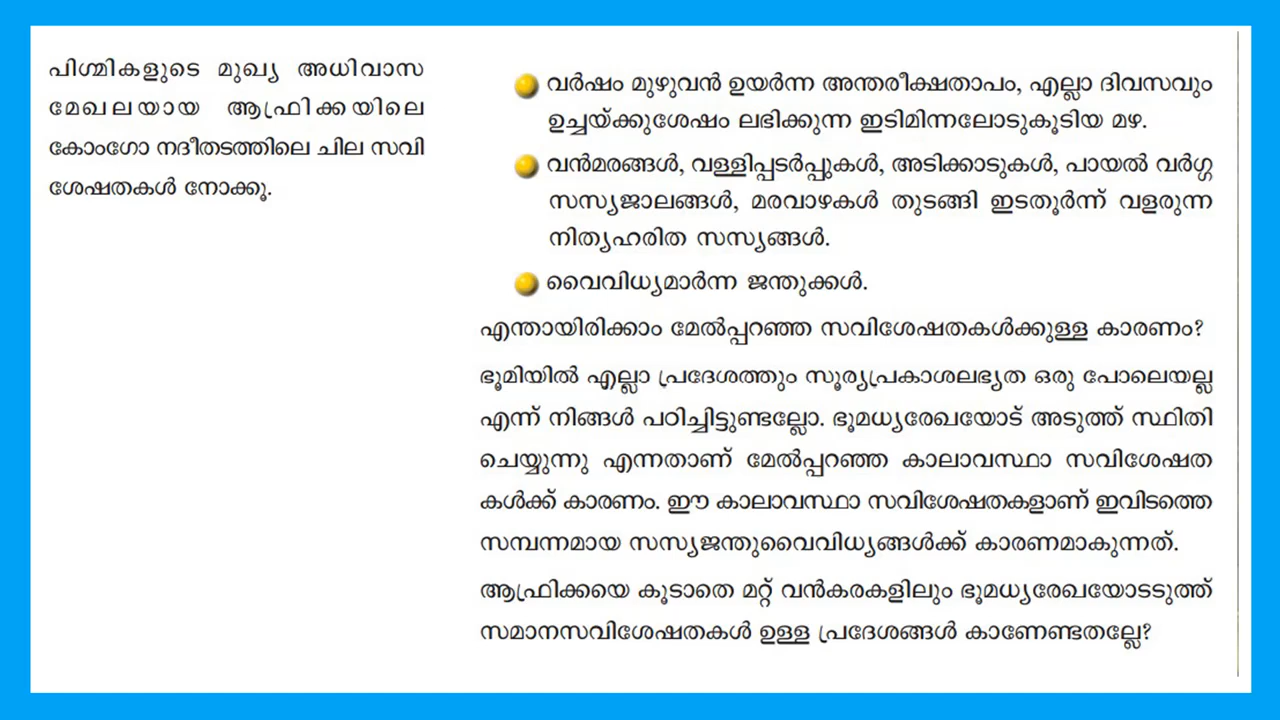 പിഗ്മികളുടെ മുഖ്യ അധിവാസ
മേഖലയായ ആഫ്രിക്കയിലെ
കോംഗോ നദീതടത്തിലെ ചില സവി
ശേഷതകൾ നോക്കൂ.
വർഷം മുഴുവൻ ഉയർന്ന അന്തരീക്ഷതാപം, എല്ലാ ദിവസവും
ഉച്ചയ്ക്കുശേഷം ലഭിക്കുന്ന ഇടിമിന്നലോടുകൂടിയ മഴ.
വൻമരങ്ങൾ, വള്ളിപ്പടർപ്പുകൾ, അടിക്കാടുകൾ, പായൽ വർഗ്ഗ
സസ്യജാലങ്ങൾ, മരവാഴകൾ തുടങ്ങി ഇടതൂർന്ന് വളരുന്ന
നിത്യഹരിത സസ്യങ്ങൾ.
വൈവിധ്യമാർന്ന ജന്തുക്കൾ.
എന്തായിരിക്കാം മേൽപ്പറഞ്ഞ സവിശേഷതകൾക്കുള്ള കാരണം?
ഭൂമിയിൽ എല്ലാ പ്രദേശത്തും സൂര്യപ്രകാശലഭ്യത ഒരു പോലെയല്ല
എന്ന് നിങ്ങൾ പഠിച്ചിട്ടുണ്ടല്ലോ. ഭൂമധ്യരേഖയോട് അടുത്ത് സ്ഥിതി
ചെയ്യുന്നു എന്നതാണ് മേൽപ്പറഞ്ഞ കാലാവസ്ഥാ സവിശേഷത
കൾക്ക് കാരണം. ഈ കാലാവസ്ഥാ സവിശേഷതകളാണ് ഇവിടത്തെ
സമ്പന്നമായ സസ്യജന്തുവൈവിധ്യങ്ങൾക്ക് കാരണമാകുന്നത്.
ആഫ്രിക്കയെ കൂടാതെ മറ്റ് വൻകരകളിലും ഭൂമധ്യരേഖയോടടുത്ത്
സമാനസവിശേഷതകൾ ഉള്ള പ്രദേശങ്ങൾ കാണേണ്ടതല്ലേ?